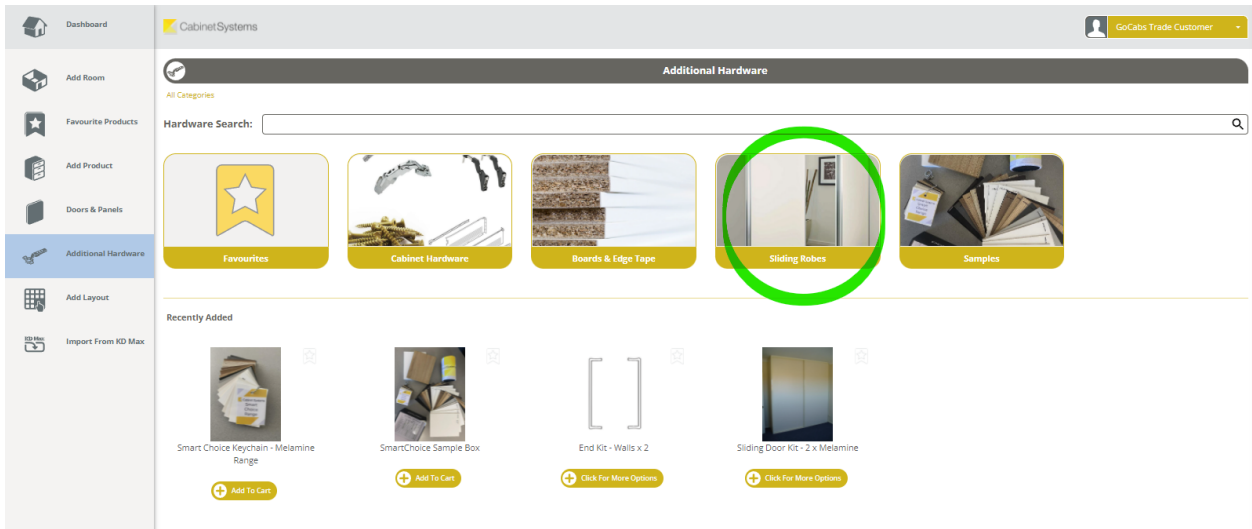 Dashboard
CabinetSystems
GoCabs Trade Customer
Add Room
Favourite Products
Add Product
Doors & Panels
Additional Hardware
Add Layout
KD Max
Import From KD Max
Additional Hardware
All Categories
Hardware Search:
Favourites
Cabinet Hardware
Boards & Edge Tape
Sliding Robes
Samples
Recently Added
Smart Choice Keychain - Melamine
Range
Add To Cart
SmartChoice Sample Box
Add To Cart
End Kit - Walls x 2
Click For More Options
Sliding Door Kit - 2 x Melamine
Click For More Options